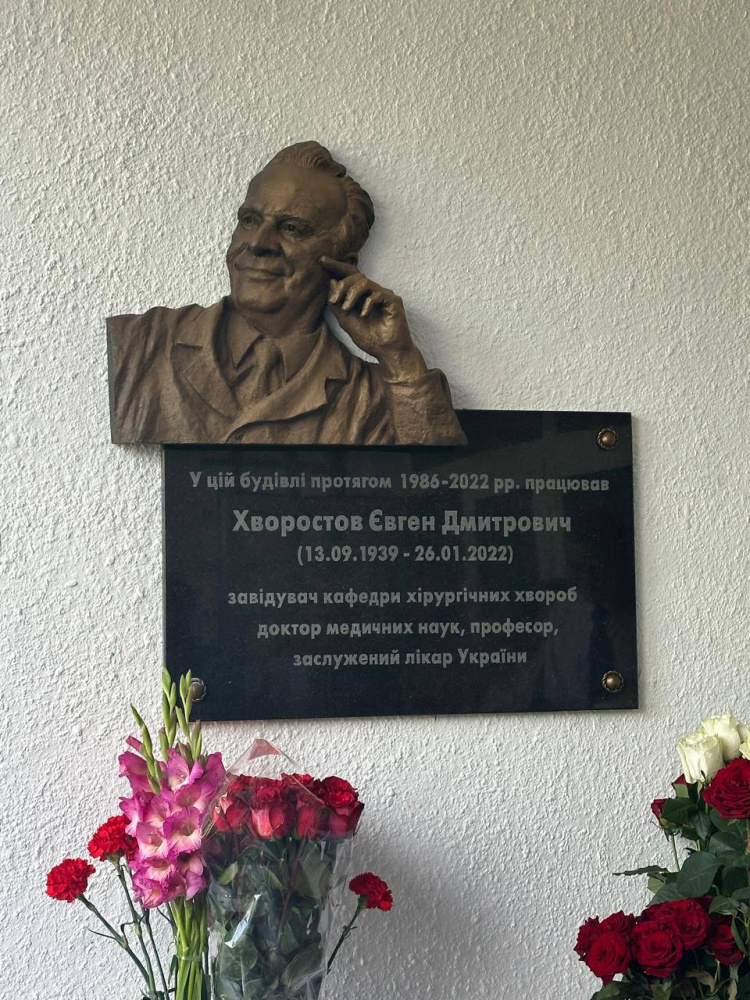 У цій будівлі протягом 1986-2022 рр. працював
Хворостов Євген Дмитрович
(13.09.1939 - 26.01.2022)
завідувач кафедри хірургічних хвороб
доктор медичних наук, професор,
заслужений лікар України